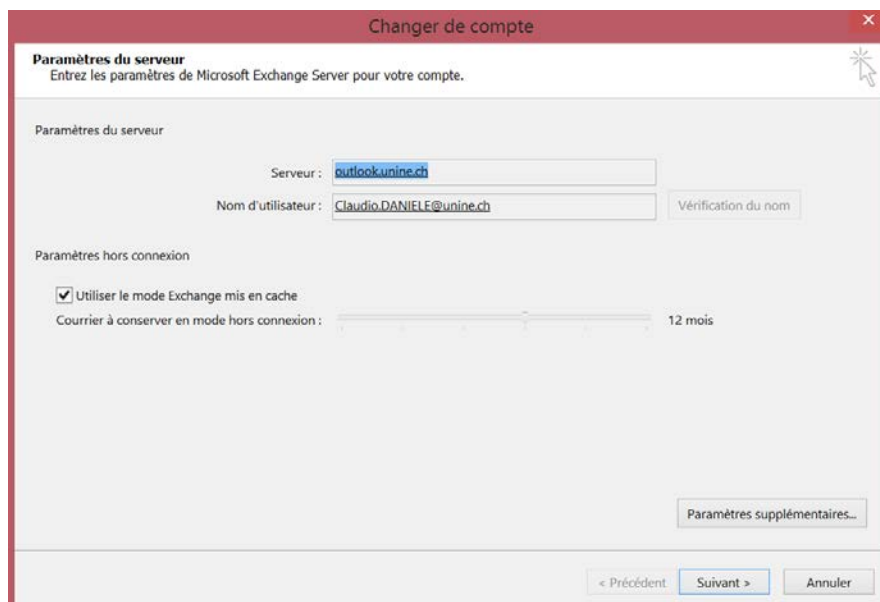 Changer de compte
Paramètres du serveur
Entrez les paramètres de Microsoft Exchange Server pour votre compte.
Paramètres du serveur
Serveur : outlook.unine.ch
Nom d'utilisateur : Claudio.DANIELE@unine.ch Vérification du nom
Paramètres hors connexion
Utiliser le mode Exchange mis en cache
Courrier à conserver en mode hors connexion : 12 mois
Paramètres supplémentaires...
< Précédent Suivant > Annuler